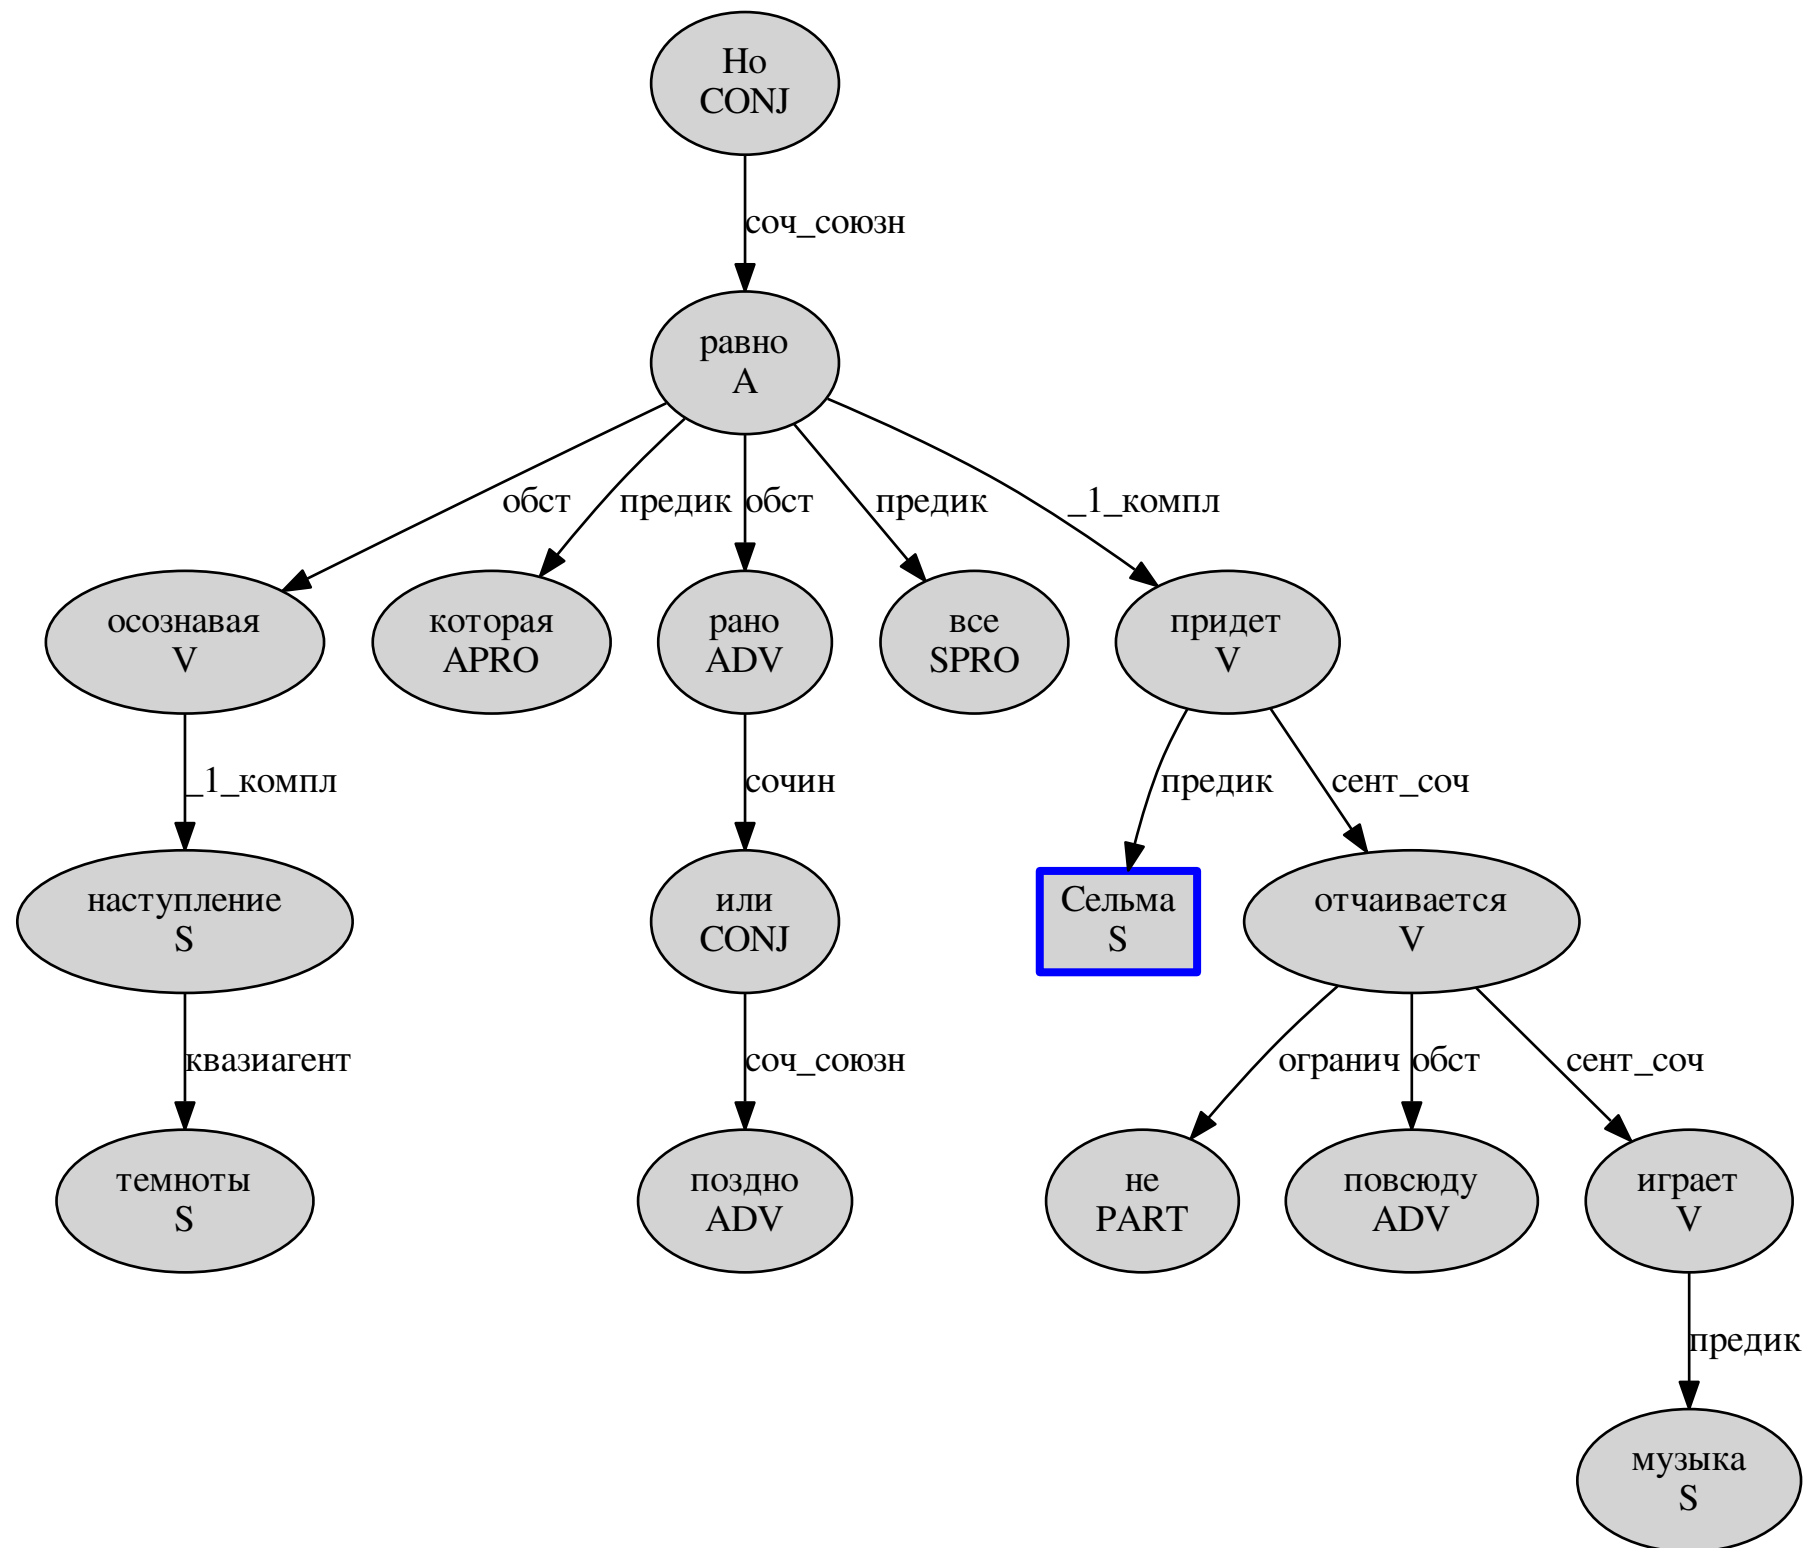 Но
CONJ
соч_союзн
равно
A
обст
предик
обст
предик
_1_компл
осознавая
V
которая
APRO
рано
ADV
все
SPRO
придет
V
_1_компл
сочин
предик
сент_соч
наступление
S
или
CONJ
Сельма
S
отчаивается
V
квазиагент
соч_союзн
огранич
обст
сент_соч
темноты
S
поздно
ADV
не
PART
повсюду
ADV
играет
V
предик
музыка
S